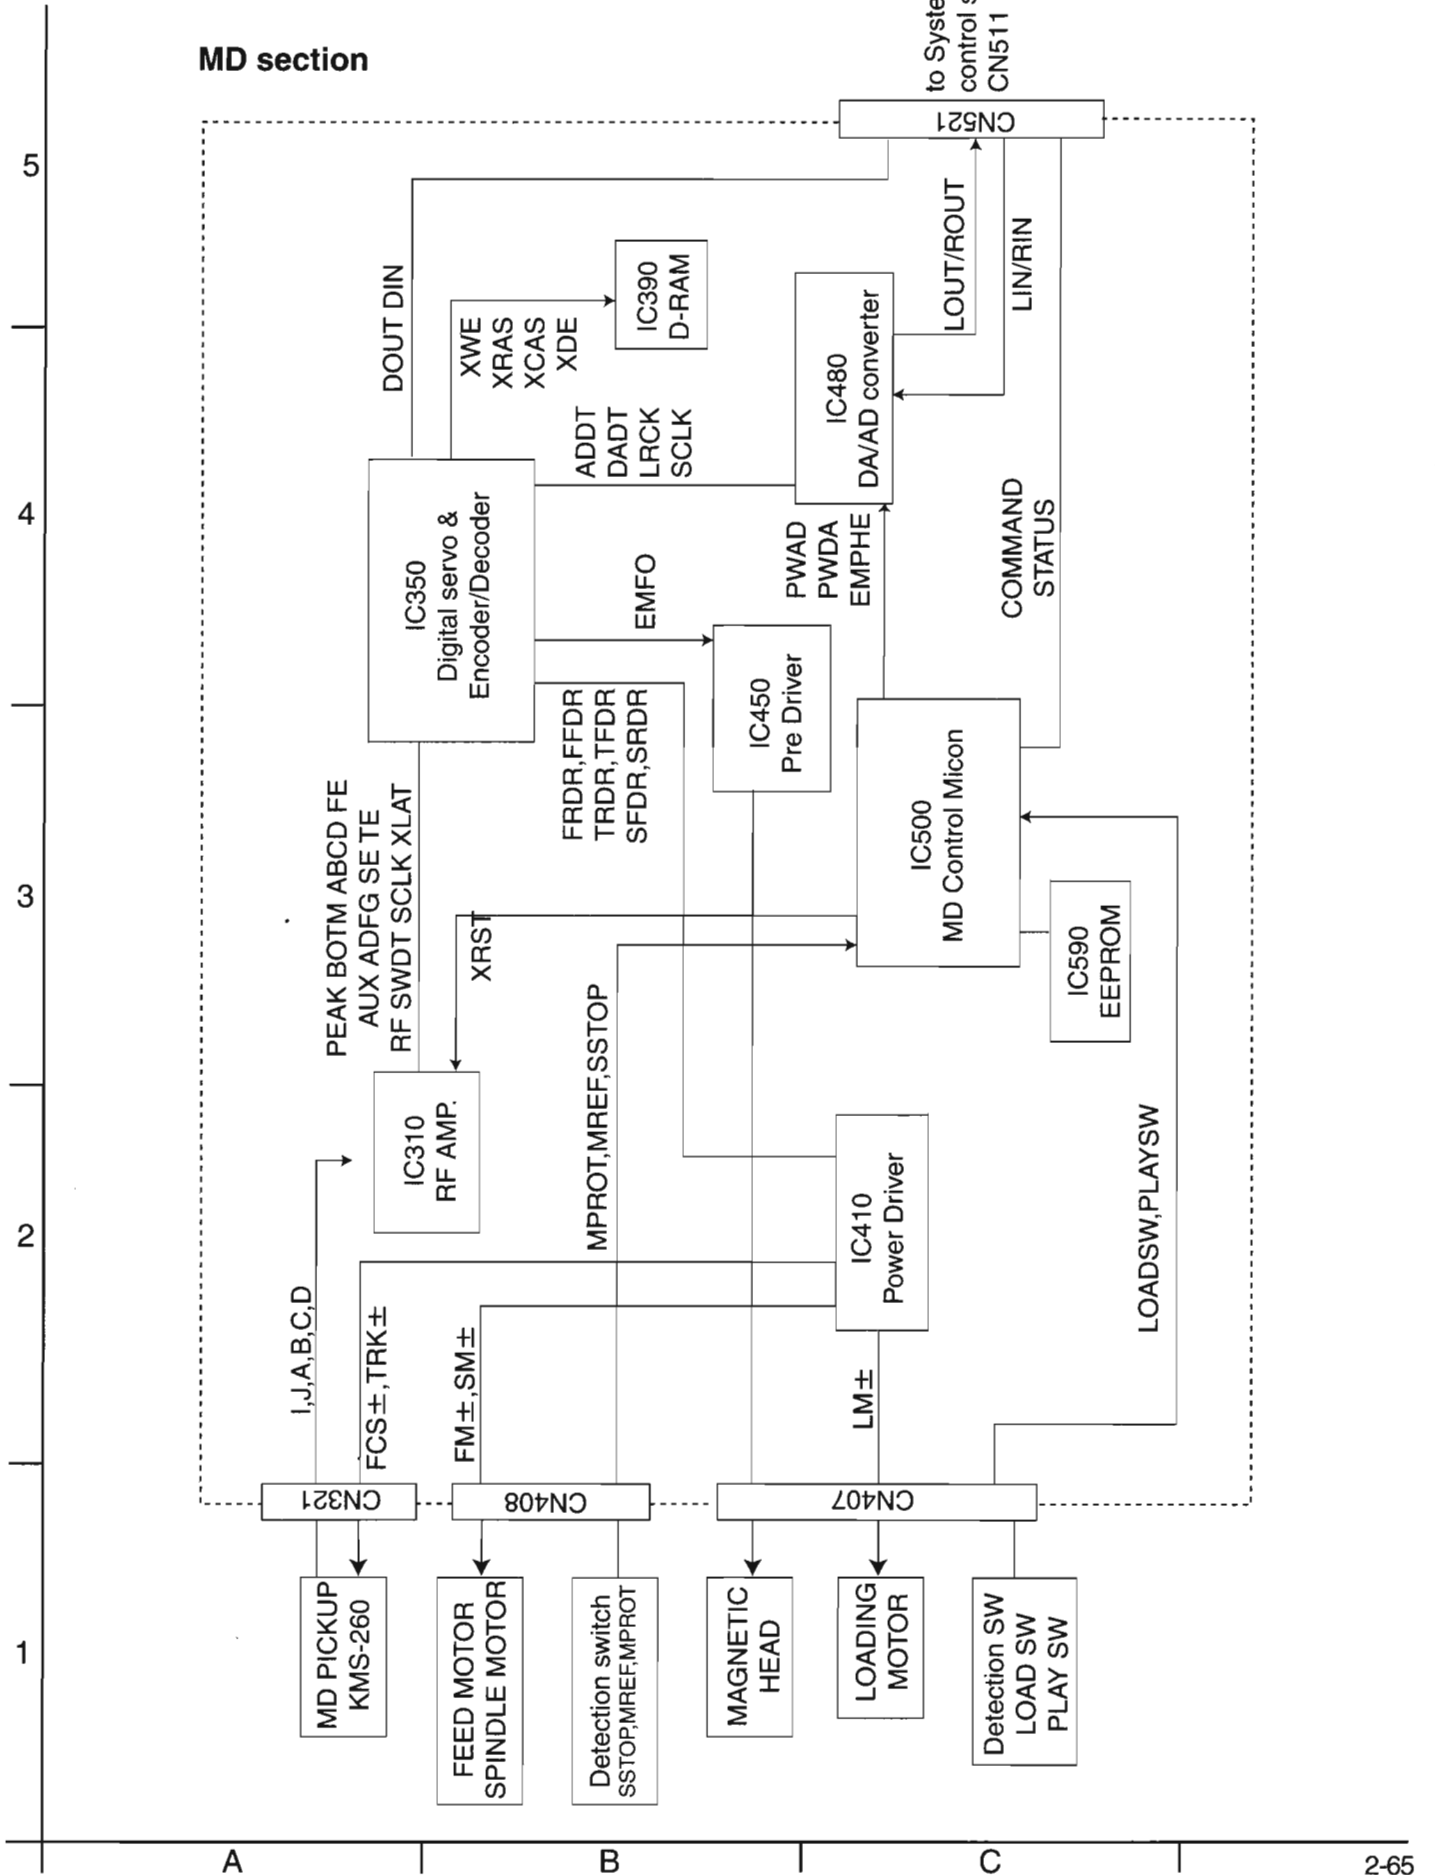 MD section
to Syste
control s
CN511
CN521
5
4
3
2
1
DOUT DIN
XWE
XRAS
XCAS
XDE
IC390
D-RAM
LOUT/ROUT
LIN/RIN
IC480
DA/AD converter
ADDT
DADT
LRCK
SCLK
IC350
Digital servo &
Encoder/Decoder
EMFO
PWAD
PWDA
EMPHE
COMMAND
STATUS
IC450
Pre Driver
FRDR,FFDR
TRDR,TFDR
SFDR,SRDR
PEAK BOTM ABCD FE
AUX ADFG SE TE
RF SWDT SCLK XLAT
XRST
IC500
MD Control Micon
IC590
EEPROM
IC310
RF AMP.
MPROT,MREF,SSTOP
IC410
Power Driver
LOADSW,PLAYSW
I,J,A,B,C,D
FCS±,TRK±
FM±,SM±
LM±
CN321
CN408
CN407
MD PICKUP
KMS-260
FEED MOTOR
SPINDLE MOTOR
Detection switch
SSTOP,MREF,MPROT
MAGNETIC
HEAD
LOADING
MOTOR
Detection SW
LOAD SW
PLAY SW
A
B
C
2-65